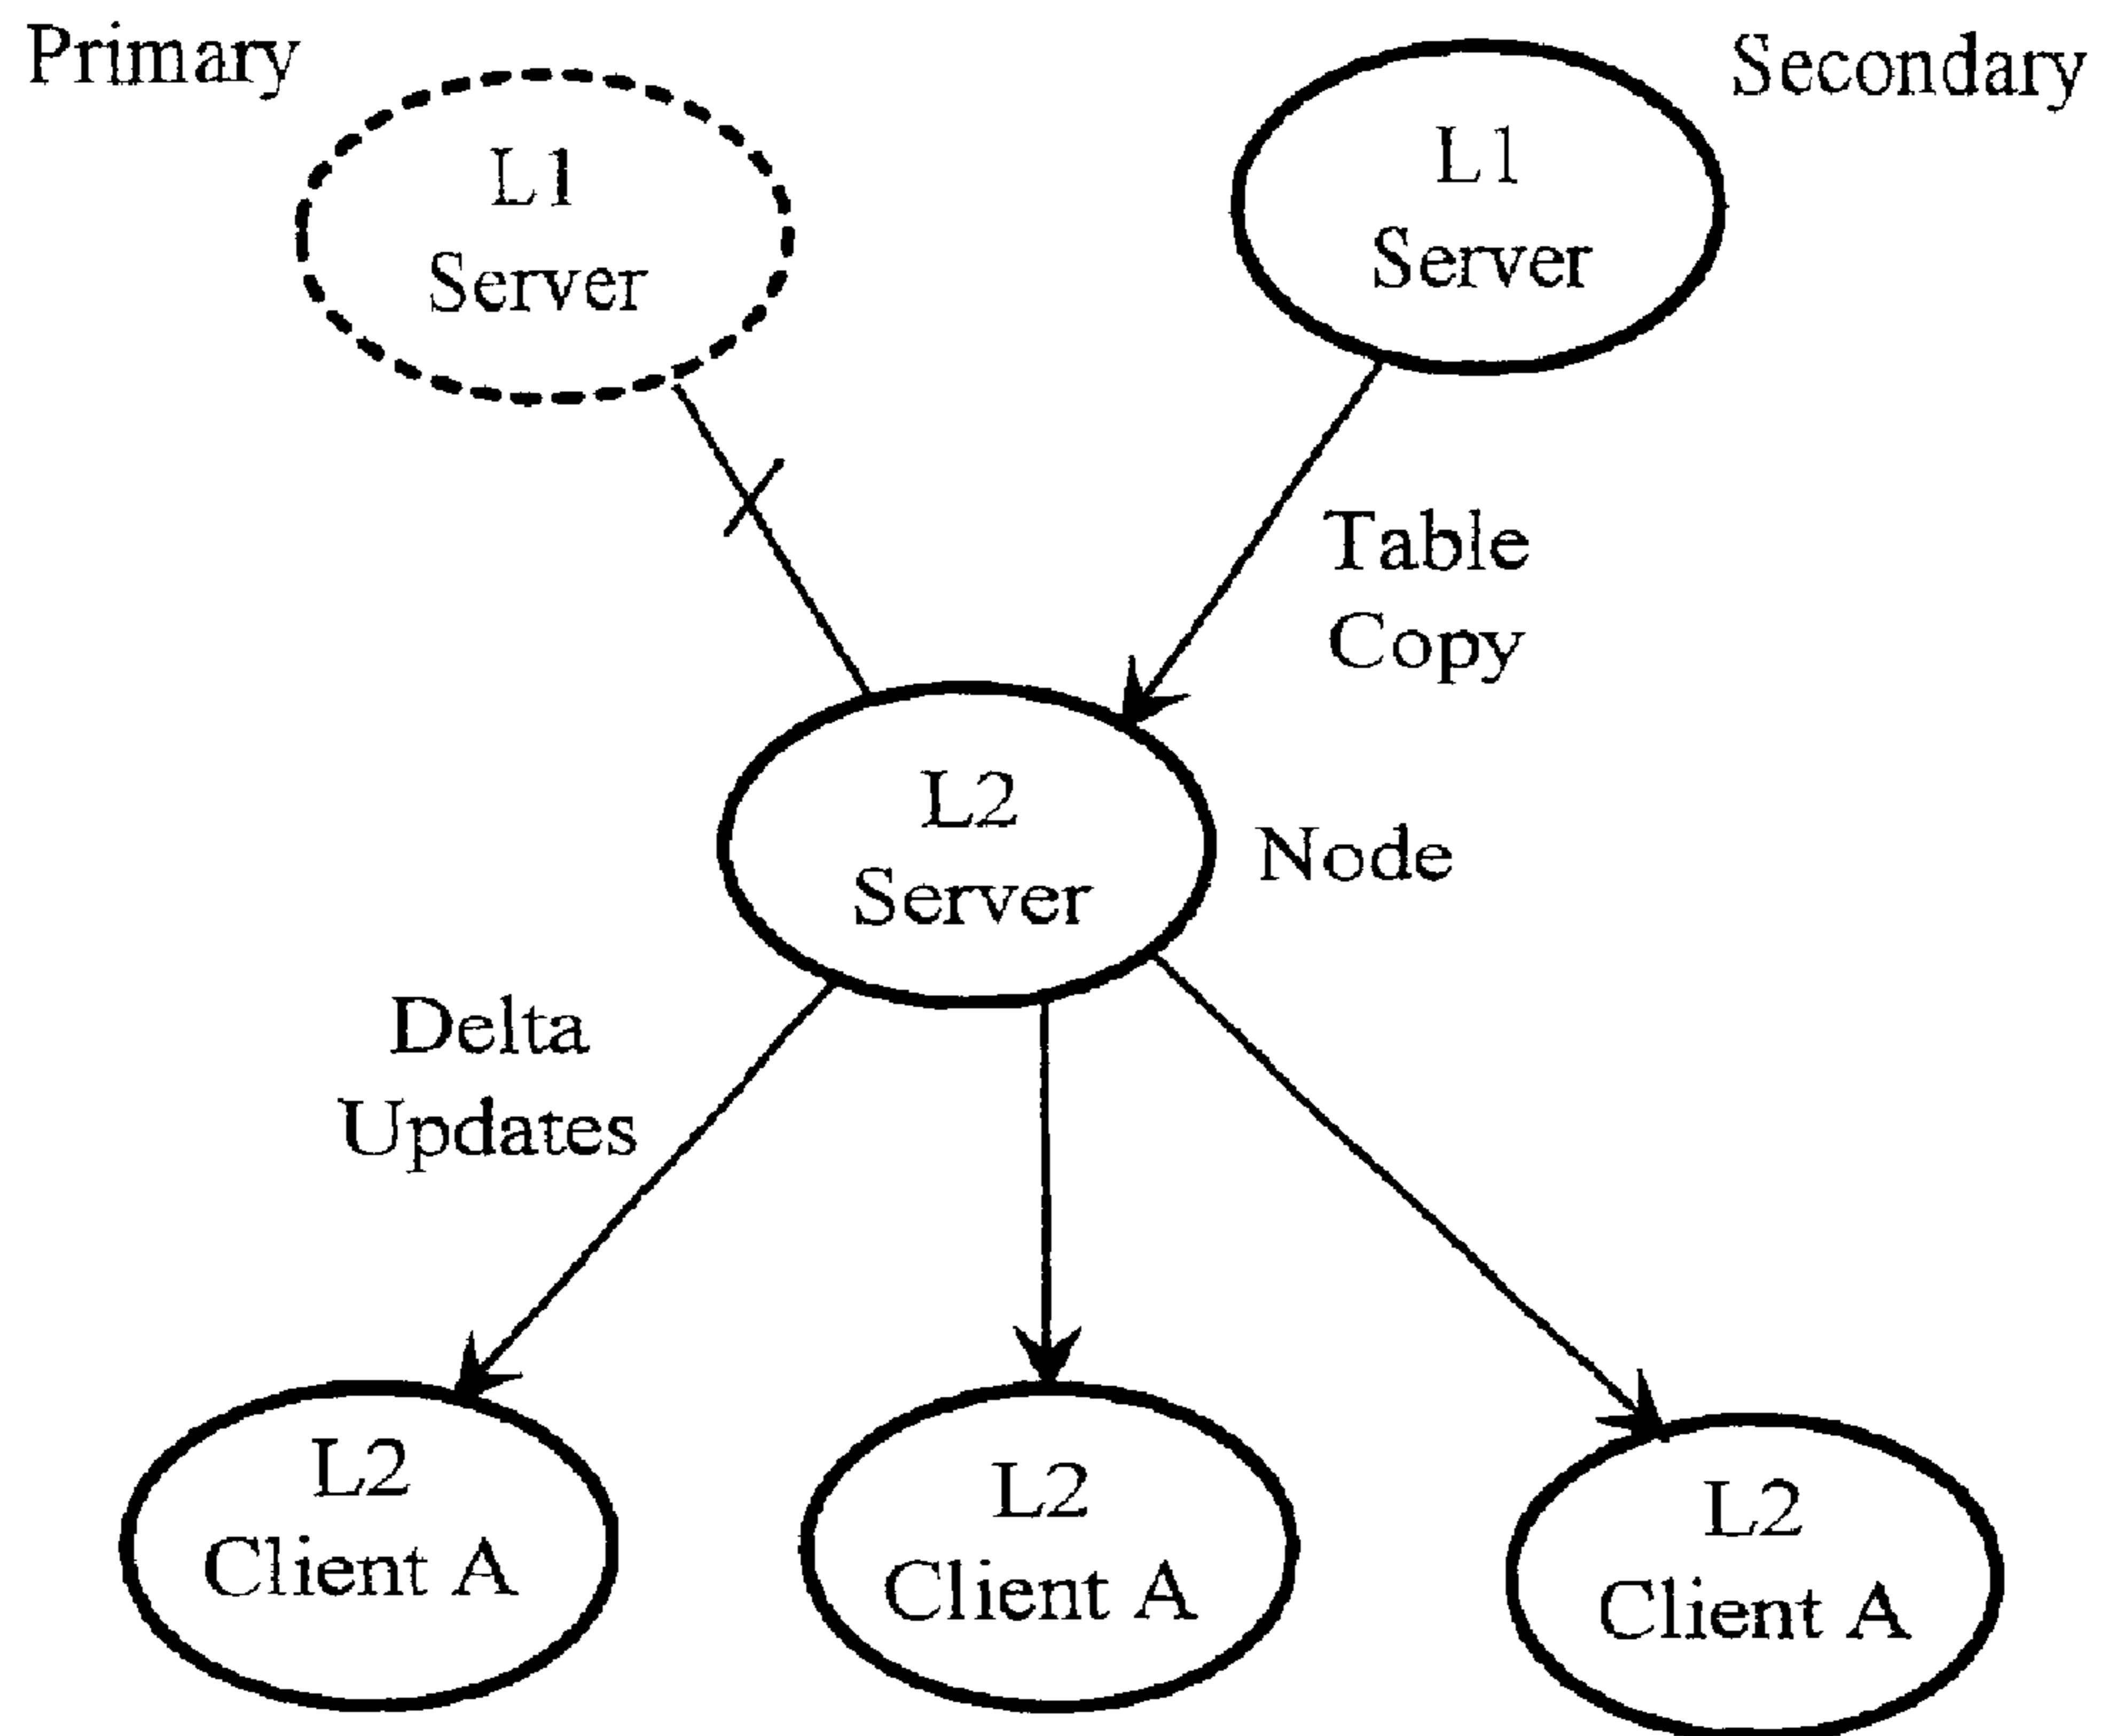 Primary
Secondary
L1
Server
L1
Server
Table
Copy
L2
Server
Node
Delta
Updates
L2
Client A
L2
Client A
L2
Client A